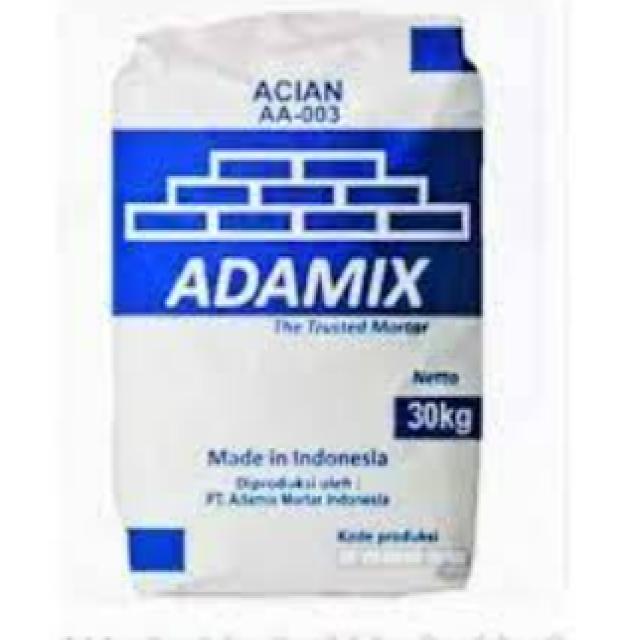 ACIAN
AA-003
ADAMIX
The Trusted Mortar
Netto
30kg
Made in Indonesia
Diproduksi oleh :
PT. Adamix Mortar Indonesia
Kode produksi